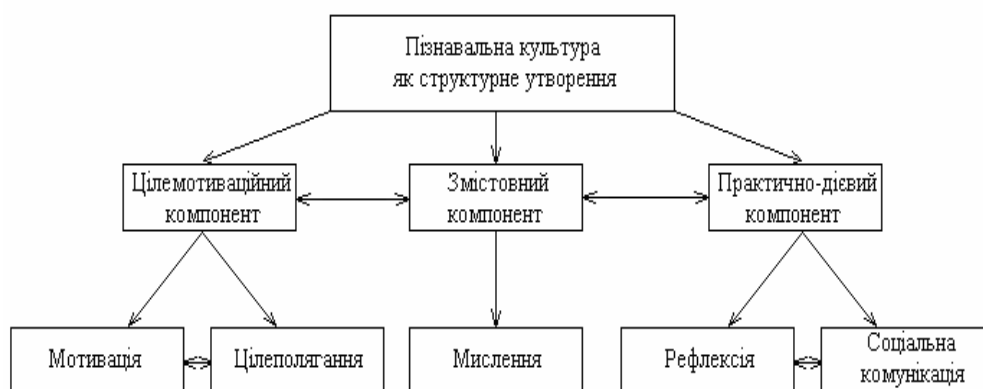 Пізнавальна культура
як структурне утворення
Цілемотиваційний
компонент
Змістовний
компонент
Практично-дієвий
компонент
Мотивація
Цілеполягання
Мислення
Рефлексія
Соціальна
комунікація